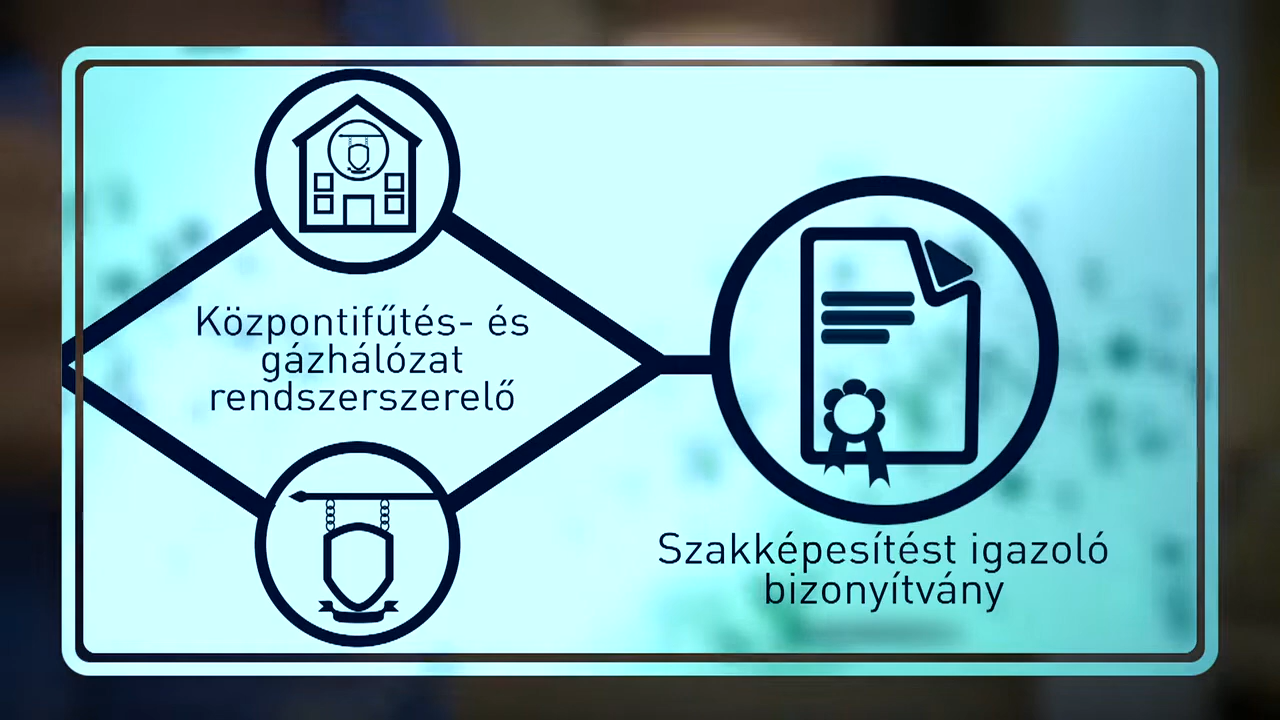 Központifűtés- és
gázhálózat
rendszerszerelő
Szakképesítést igazoló
bizonyítvány